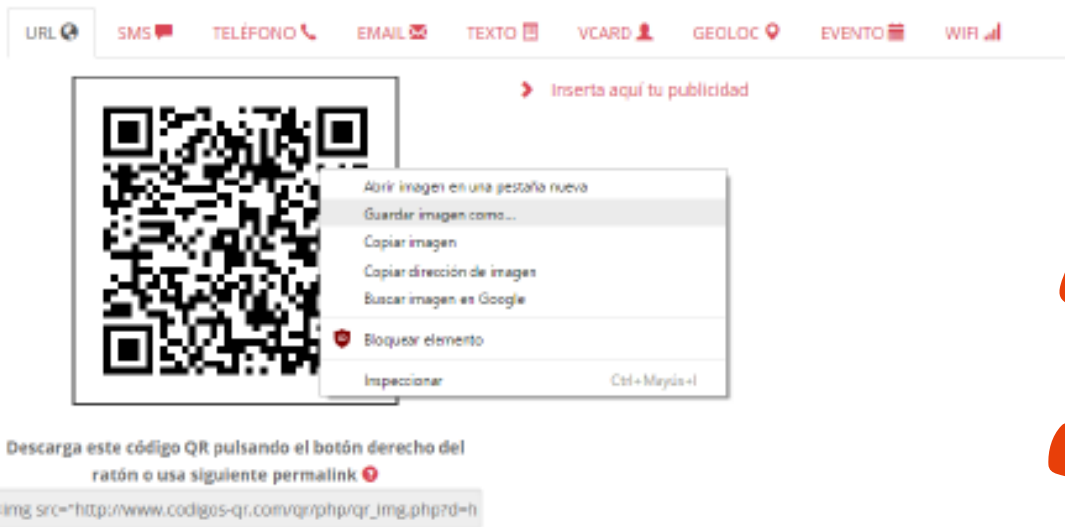 URL SMS TELÉFONO EMAIL TEXTO VCARD GEOLOC EVENTO WIFI
Inserta aquí tu publicidad
Abrir imagen en una pestaña nueva
Guardar imagen como...
Copiar imagen
Copiar dirección de imagen
Buscar imagen en Google
Bloquear elemento
Inspeccionar Ctrl+Mayús+I
Descarga este código QR pulsando el botón derecho del
ratón o usa siguiente permalink
img src="http://www.codigos-qr.com/qr/php/qr_img.php?d=h